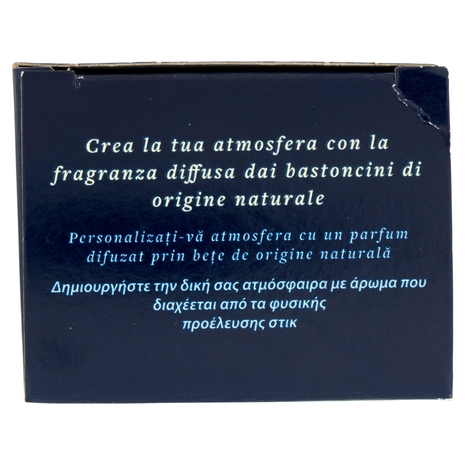 Crea la tua atmosfera con la
fragranza diffusa dai bastoncini di
origine naturale
Personalizați-vă atmosfera cu un parfum
difuzat prin bețe de origine naturală
Δημιουργήστε την δική σας ατμόσφαιρα με άρωμα που
διαχέεται από τα φυσικής
προέλευσης στικ